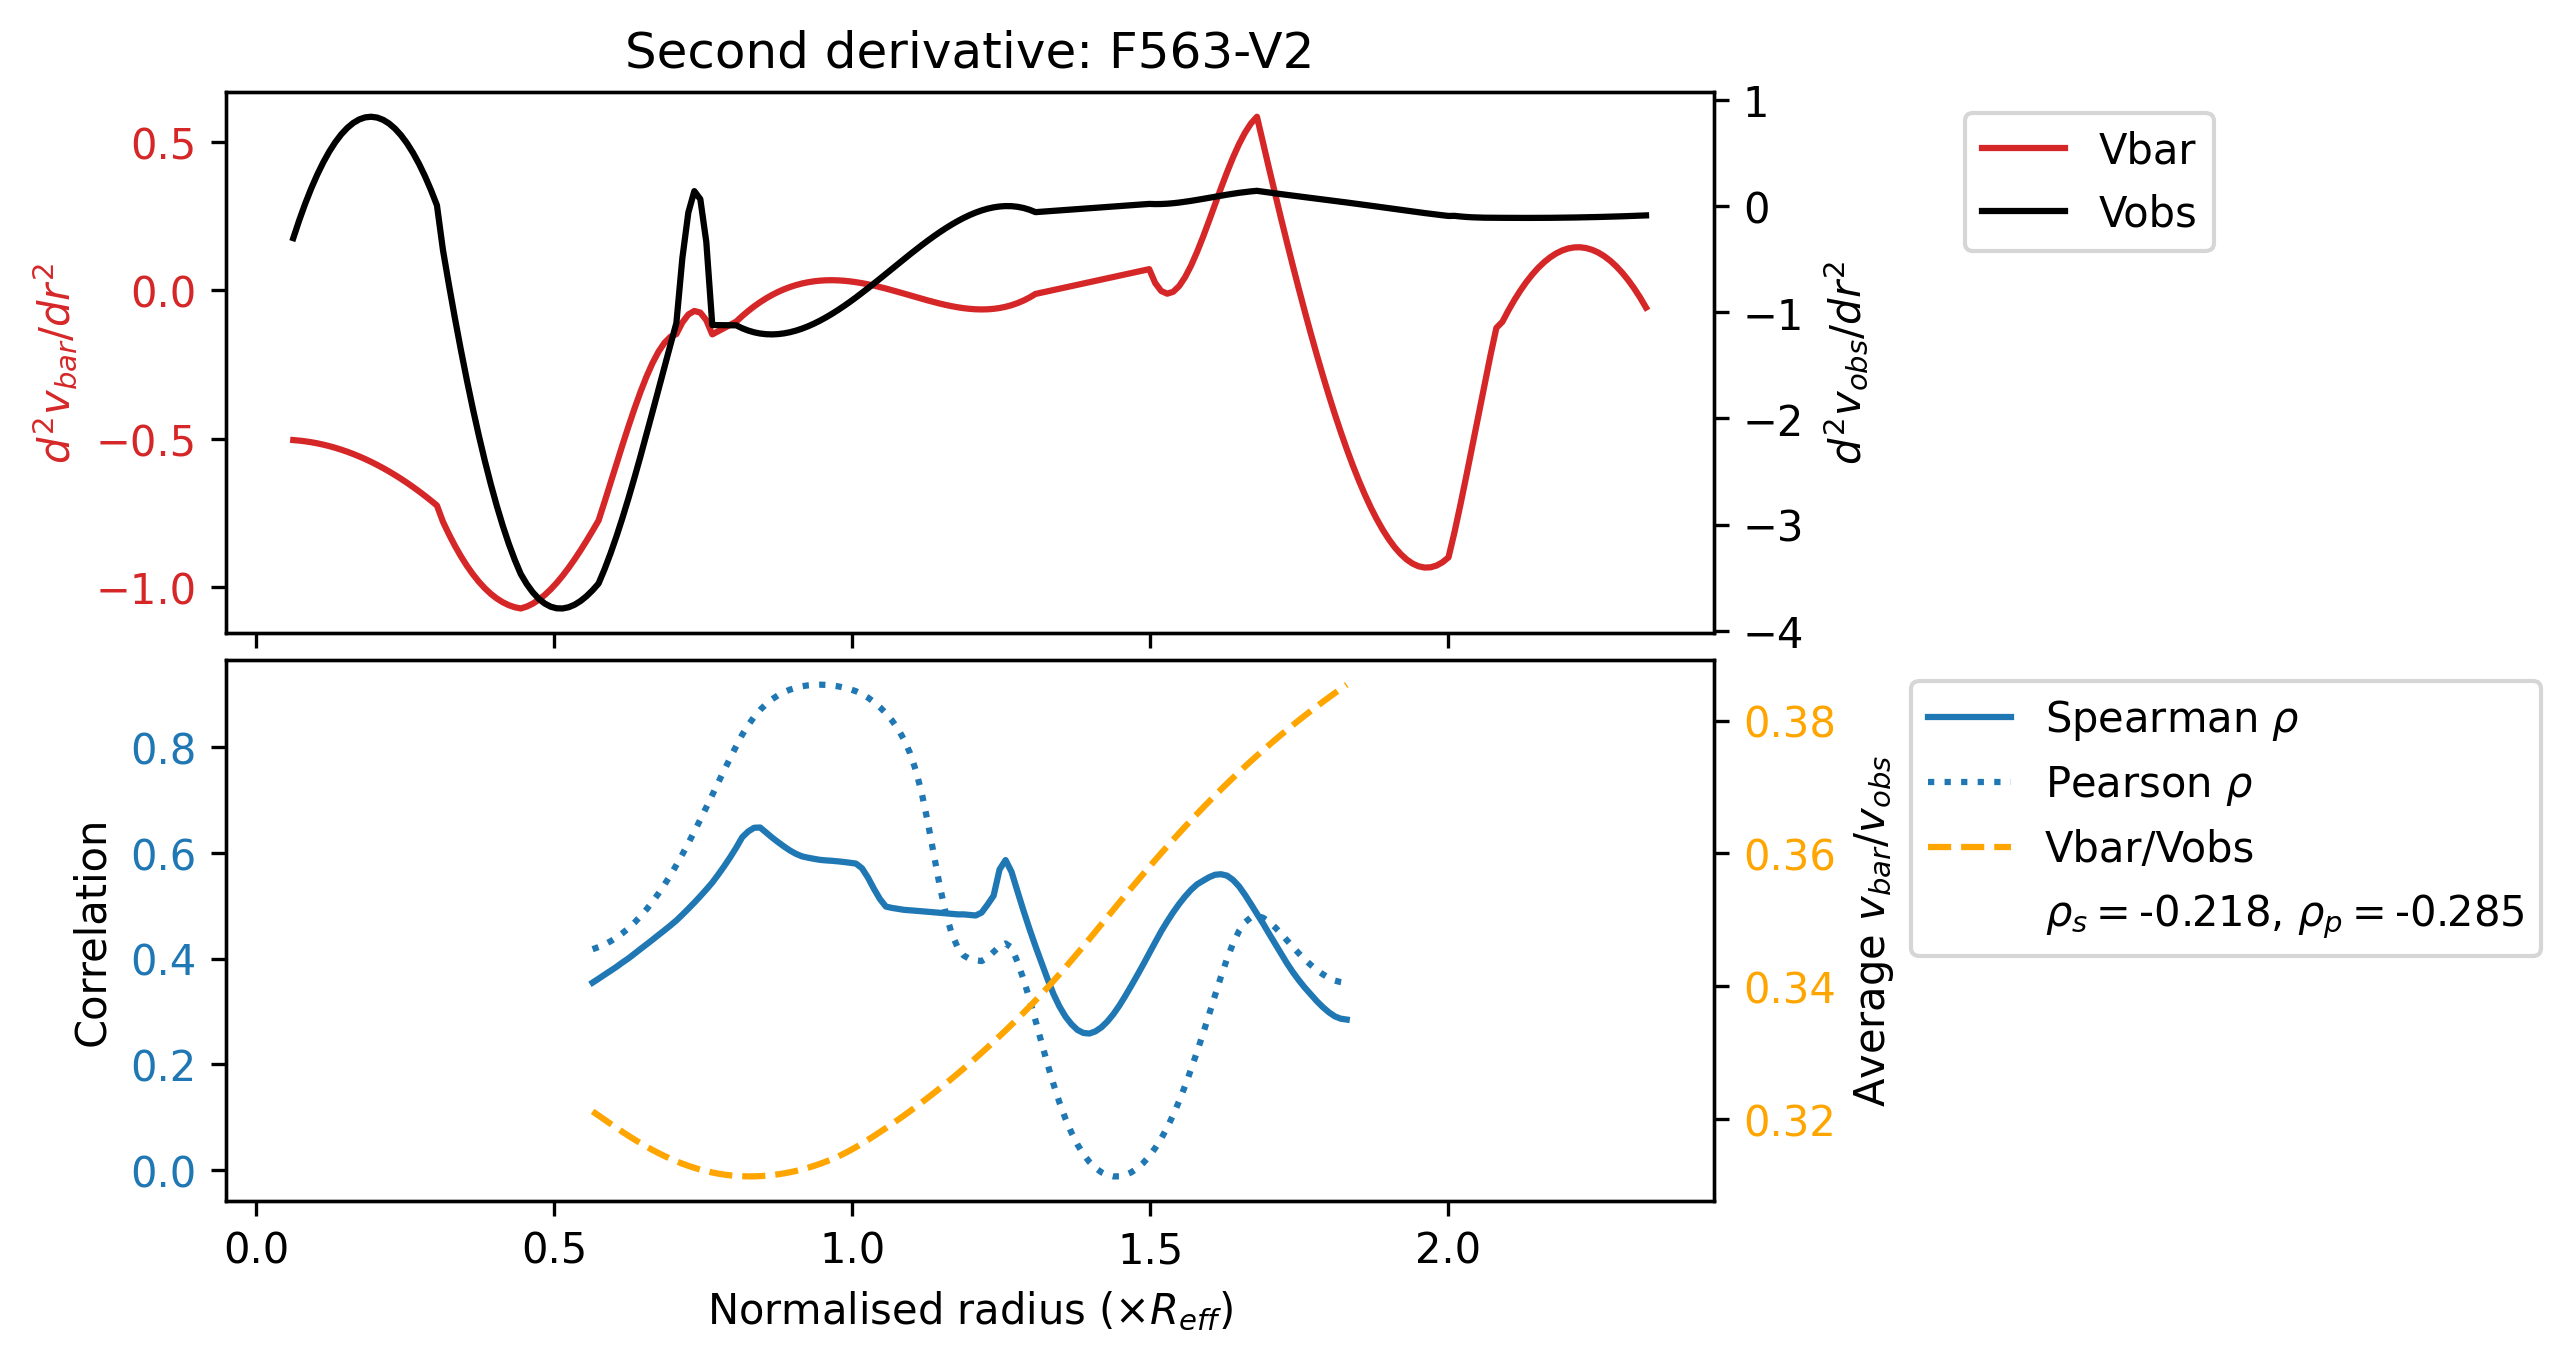 Second derivative: F563-V2
0.5
0.0
−0.5
−1.0
d²v_bar/dr²
1
0
−1
−2
−3
−4
d²v_obs/dr²
Vbar
Vobs
0.8
0.6
0.4
0.2
0.0
Correlation
0.38
0.36
0.34
0.32
Average v_bar/v_obs
Spearman ρ
Pearson ρ
Vbar/Vobs
ρ_s = -0.218, ρ_p = -0.285
0.0 0.5 1.0 1.5 2.0
Normalised radius (×R_eff)